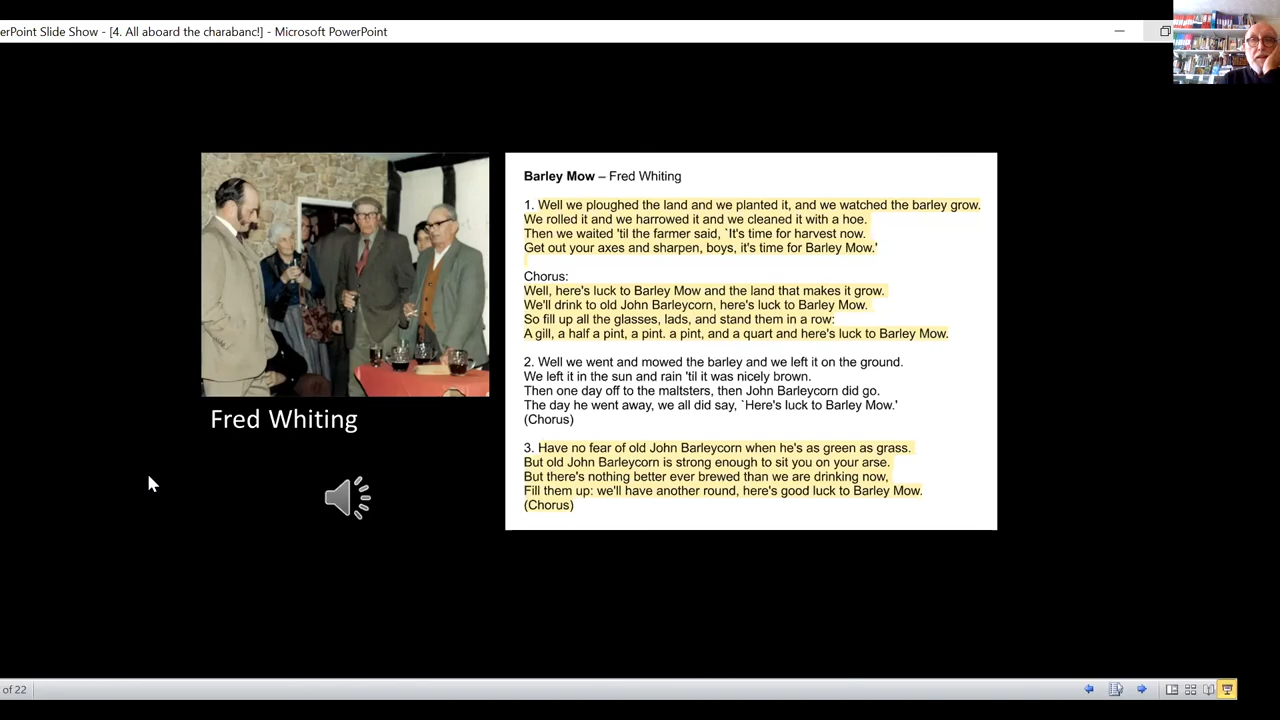 erPoint Slide Show - [4. All aboard the charabanc!] - Microsoft PowerPoint
Barley Mow – Fred Whiting
1. Well we ploughed the land and we planted it, and we watched the barley grow.
We rolled it and we harrowed it and we cleaned it with a hoe.
Then we waited 'til the farmer said, `It's time for harvest now.
Get out your axes and sharpen, boys, it's time for Barley Mow.'
Chorus:
Well, here's luck to Barley Mow and the land that makes it grow.
We'll drink to old John Barleycorn, here's luck to Barley Mow.
So fill up all the glasses, lads, and stand them in a row:
A gill, a half a pint, a pint. a pint, and a quart and here's luck to Barley Mow.
2. Well we went and mowed the barley and we left it on the ground.
We left it in the sun and rain 'til it was nicely brown.
Then one day off to the maltsters, then John Barleycorn did go.
The day he went away, we all did say, `Here's luck to Barley Mow.'
(Chorus)
3. Have no fear of old John Barleycorn when he's as green as grass.
But old John Barleycorn is strong enough to sit you on your arse.
But there's nothing better ever brewed than we are drinking now,
Fill them up: we'll have another round, here's good luck to Barley Mow.
(Chorus)
Fred Whiting
of 22